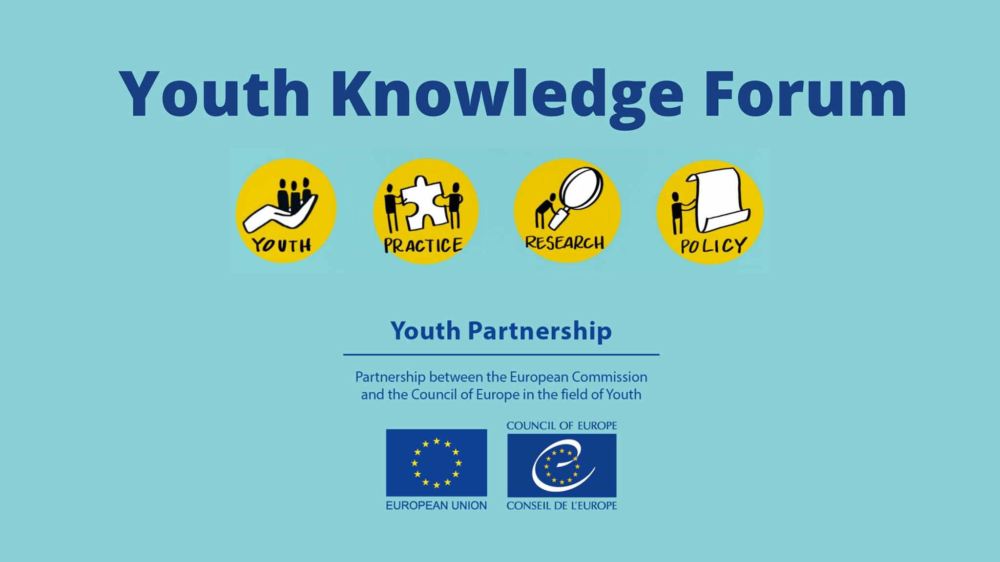 Youth Knowledge Forum
YOUTH
PRACTICE
RESEARCH
POLICY
Youth Partnership
Partnership between the European Commission
and the Council of Europe in the field of Youth
COUNCIL OF EUROPE
EUROPEAN UNION
CONSEIL DE L'EUROPE